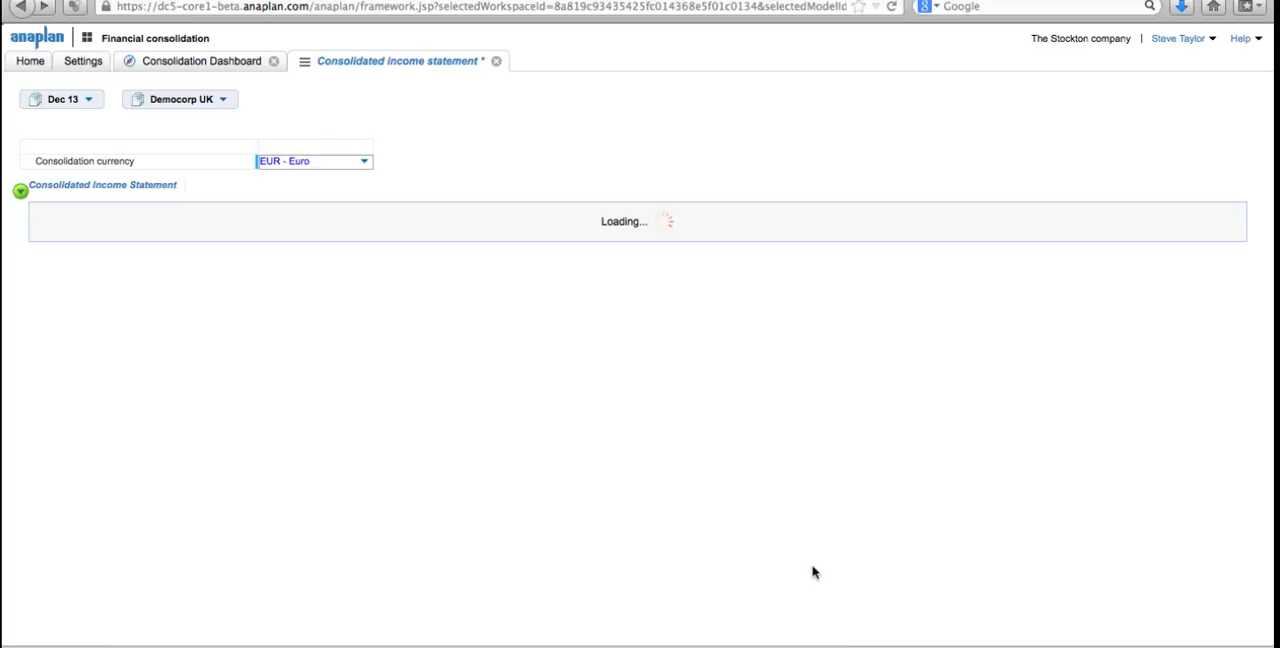 https://dc5-core1-beta.anaplan.com/anaplan/framework.jsp?selectedWorkspaceId=8a819c93435425fc014368e5f01c0134&selectedModelId
Google
anaplan
Financial consolidation
The Stockton company | Steve Taylor Help
Home Settings Consolidation Dashboard Consolidated income statement *
Dec 13 Democorp UK
Consolidation currency EUR - Euro
Consolidated Income Statement
Loading...